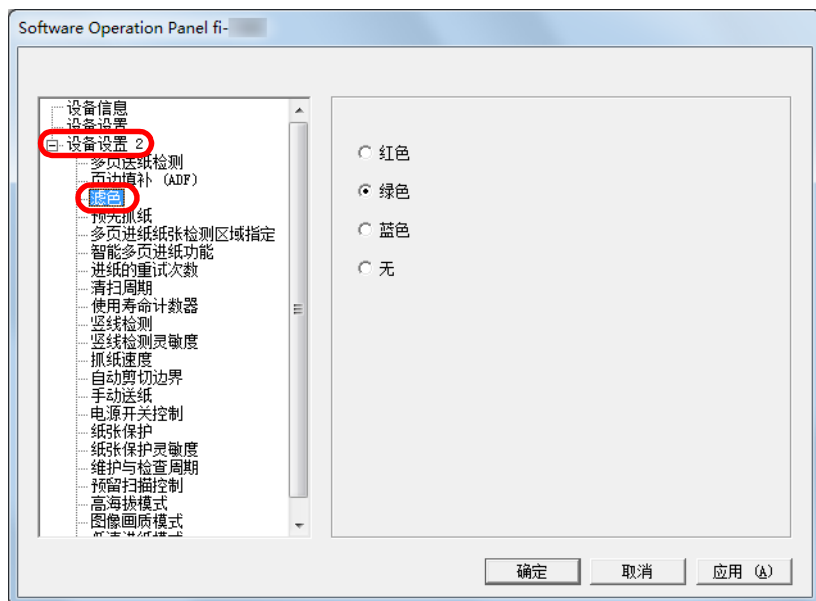 Software Operation Panel fi-
设备信息
设备设置
设备设置 2
多页送纸检测
页边填补 (ADF)
滤色
预先抓纸
多页进纸纸张检测区域指定
智能多页进纸功能
进纸的重试次数
清扫周期
使用寿命计数器
竖线检测
竖线检测灵敏度
抓纸速度
自动剪切边界
手动送纸
电源开关控制
纸张保护
纸张保护灵敏度
维护与检查周期
预留扫描控制
高海拔模式
图像画质模式
低速进纸模式
红色
绿色
蓝色
无
确定
取消
应用 (A)